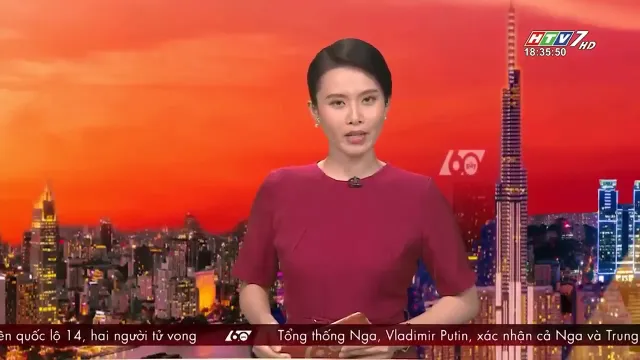 HTV7 HD
18:35:50
60 giây
ên quốc lộ 14, hai người tử vong 60 Tổng thống Nga, Vladimir Putin, xác nhận cả Nga và Trung